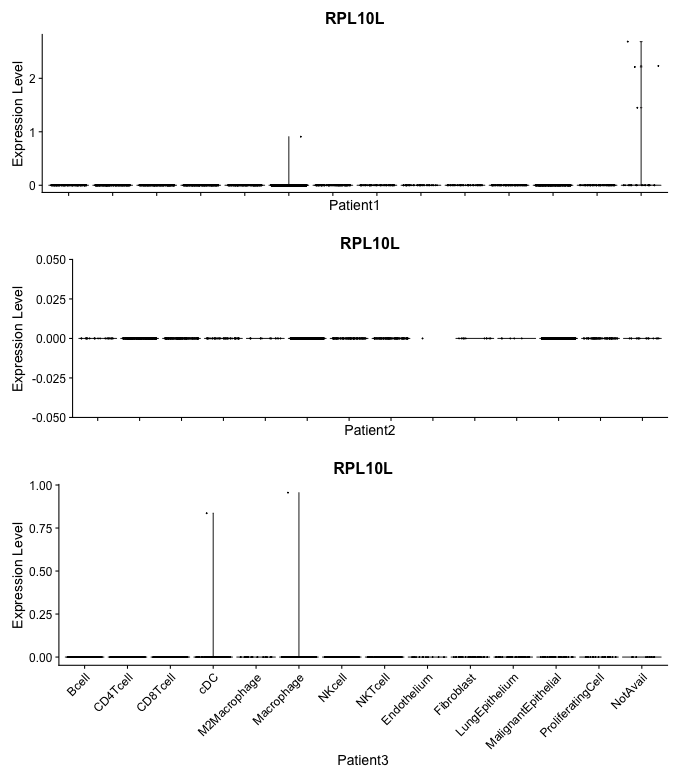 RPL10L
Expression Level
2
1
0
Patient1
RPL10L
Expression Level
0.050
0.025
0.000
-0.025
-0.050
Patient2
RPL10L
Expression Level
1.00
0.75
0.50
0.25
0.00
Bcell
CD4Tcell
CD8Tcell
cDC
M2Macrophage
Macrophage
NKcell
NKTcell
Endothelium
Fibroblast
LungEpithelium
MalignantEpithelial
ProliferatingCell
NotAvail
Patient3